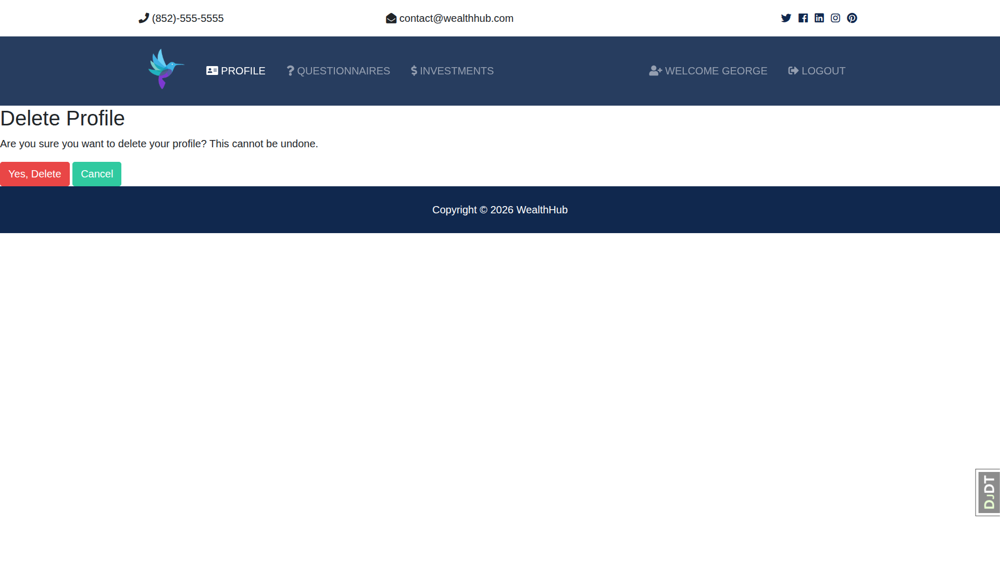 (852)-555-5555
contact@wealthhub.com
PROFILE
QUESTIONNAIRES
INVESTMENTS
WELCOME GEORGE
LOGOUT
Delete Profile
Are you sure you want to delete your profile? This cannot be undone.
Yes, Delete
Cancel
Copyright © 2026 WealthHub
DJDT